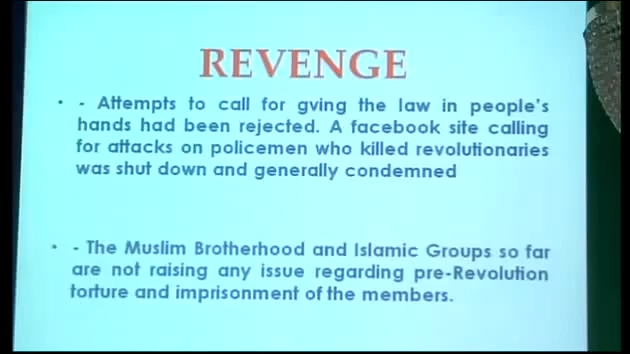 REVENGE
• - Attempts to call for gving the law in people's
hands had been rejected. A facebook site calling
for attacks on policemen who killed revolutionaries
was shut down and generally condemned
• - The Muslim Brotherhood and Islamic Groups so far
are not raising any issue regarding pre-Revolution
torture and imprisonment of the members.